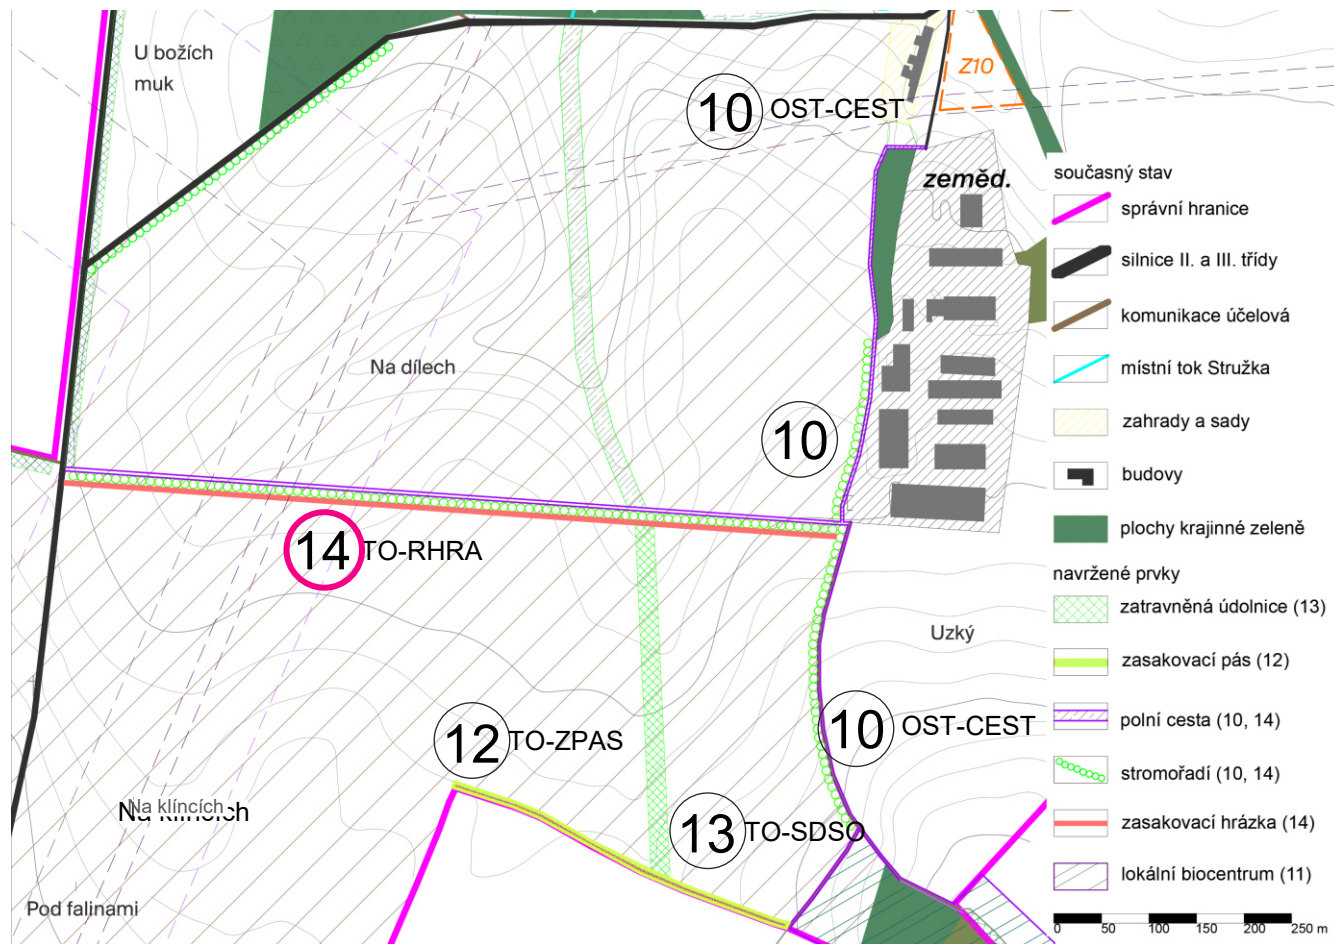 U božích
muk
Z10
10 OST-CEST
zeměd.
Na dílech
10
14 TO-RHRA
Uzký
12 TO-ZPAS
10 OST-CEST
Na klíncích
Na klíncích
13 TO-SDSO
Pod falinami
současný stav
správní hranice
silnice II. a III. třídy
komunikace účelová
místní tok Stružka
zahrady a sady
budovy
plochy krajinné zeleně
navržené prvky
zatravněná údolnice (13)
zasakovací pás (12)
polní cesta (10, 14)
stromořadí (10, 14)
zasakovací hrázka (14)
lokální biocentrum (11)
0 50 100 150 200 250 m